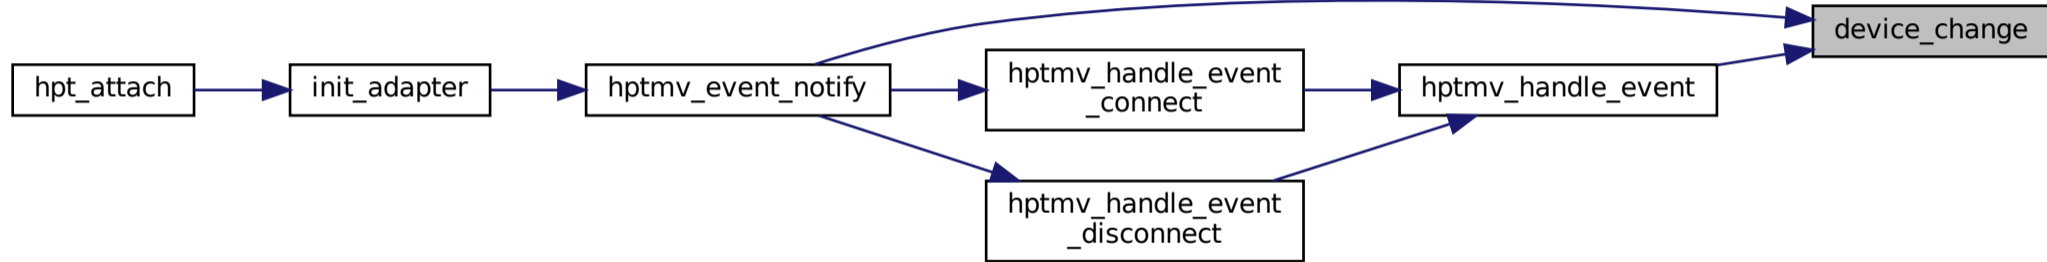 hpt_attach
init_adapter
hptmv_event_notify
hptmv_handle_event
_connect
hptmv_handle_event
_disconnect
hptmv_handle_event
device_change